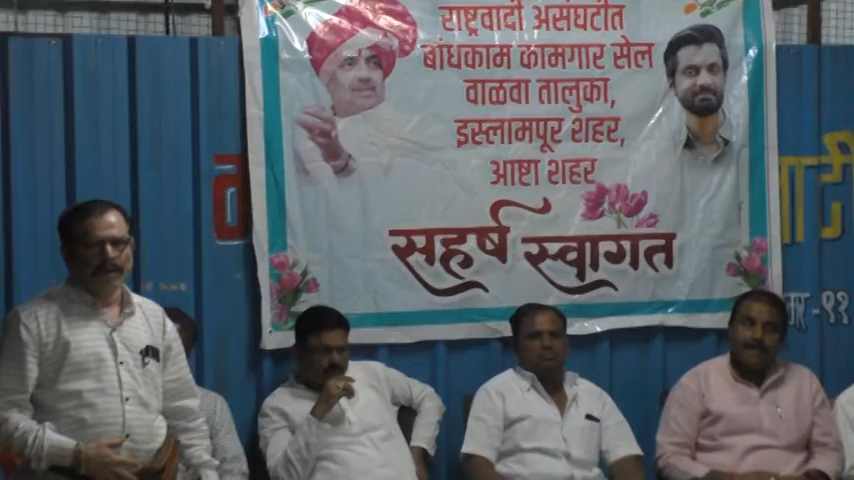 राष्ट्रवादी असंघटीत
बांधकाम कामगार सेल
वाळवा तालुका,
इस्लामपूर शहर,
आष्टा शहर
सहर्ष स्वागत